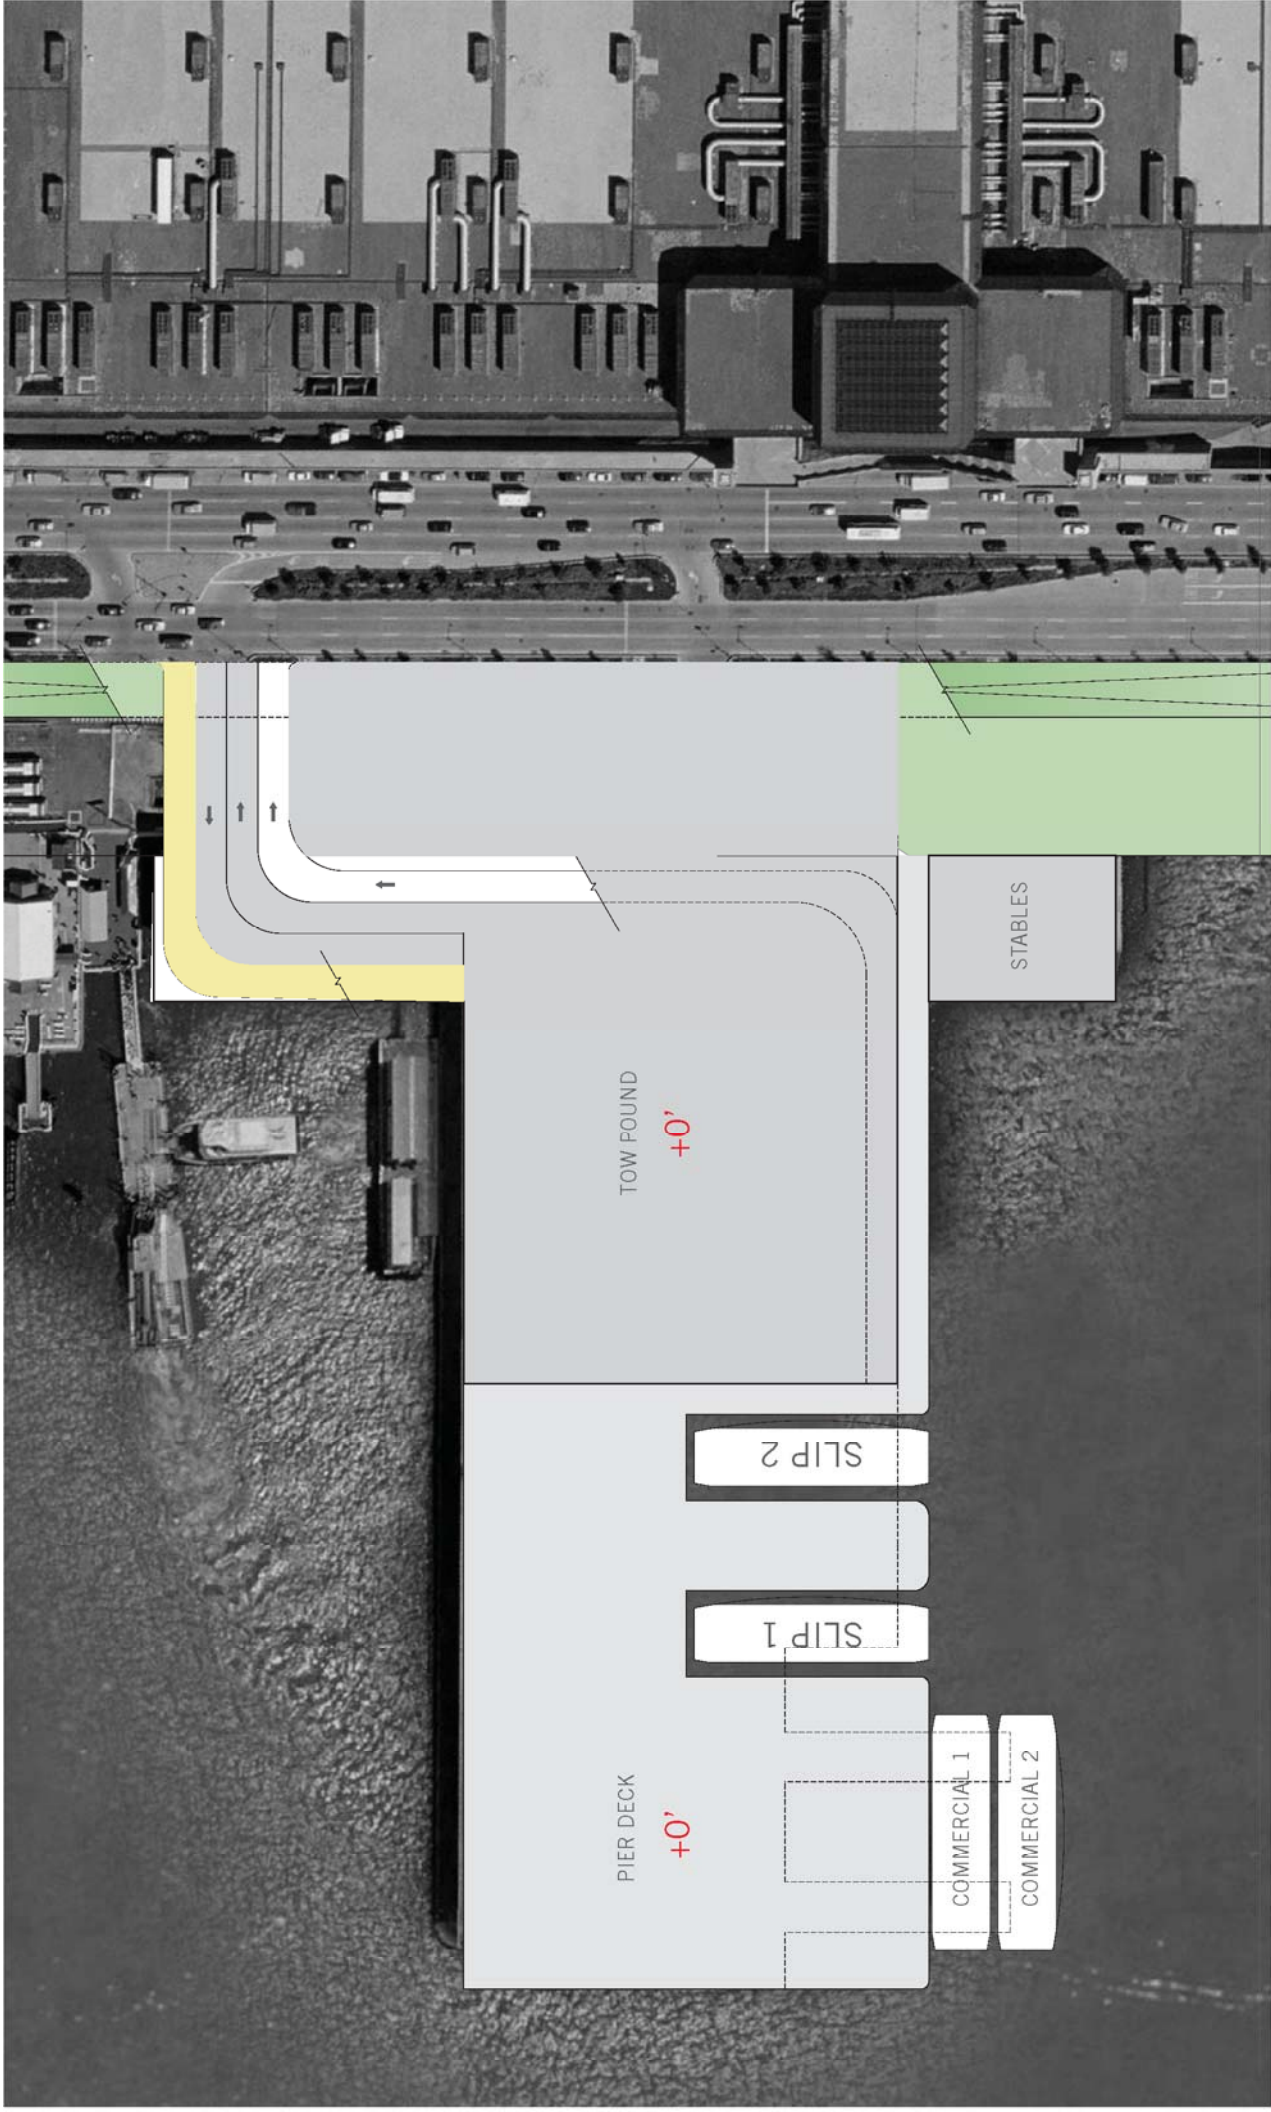 STABLES
TOW POUND
+0'
SLIP 2
SLIP 1
PIER DECK
+0'
COMMERCIAL 1
COMMERCIAL 2